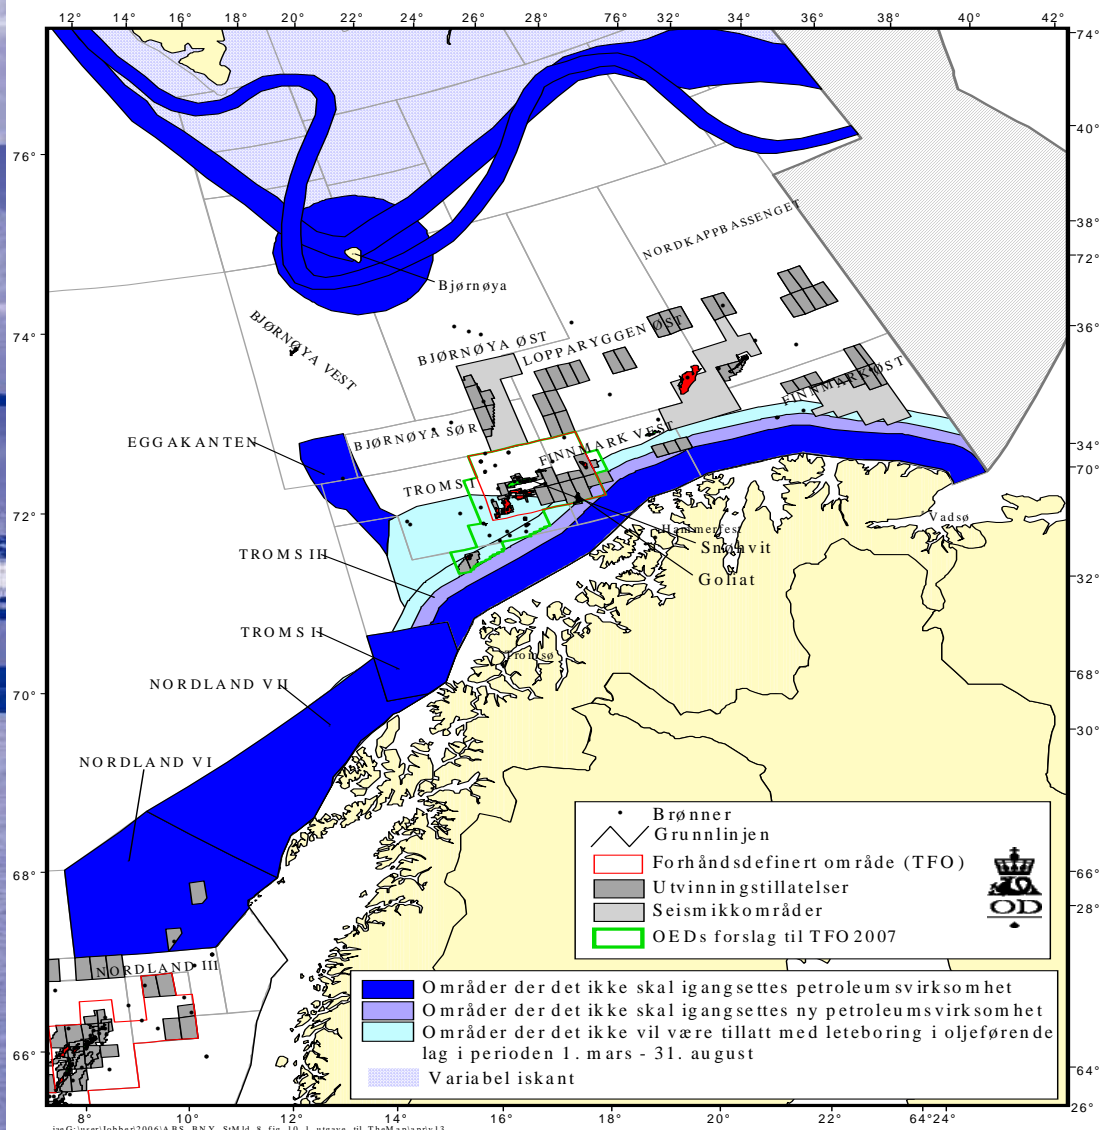 12° 14° 16° 18° 20° 22° 24° 26° 28° 76° 32° 34° 36° 38° 40° 42°
74°
76°
40°
NORDKAPPBASSENGET
38°
72°
Bjørnøya
BJØRNØYA VEST
74°
36°
BJØRNØYA ØST
LOPPARYGGEN ØST
FINNMARK ØST
EGGAKANTEN
BJØRNØYA SØR
FINNMARK VEST
34°
70°
TROMS I
72°
Hammerfest
Vadsø
Snøhvit
TROMS III
Goliat
32°
TROMS II
Tromsø
68°
NORDLAND VII
70°
30°
NORDLAND VI
Brønner
Grunnlinjen
Forhåndsdefinert område (TFO)
Utvinningstillatelser
Seismikkområder
OEDs forslag til TFO2007
OD
68°
66°
28°
NORDLAND III
Områder der det ikke skal igangsettes petroleumsvirksomhet
Områder der det ikke skal igangsettes ny petroleumsvirksomhet
Områder der det ikke vil være tillatt med leteboring i oljeførende
lag i perioden 1. mars - 31. august
Variabel iskant
66°
64°
26°
8° 10° 12° 14° 16° 18° 20° 22° 64° 24°